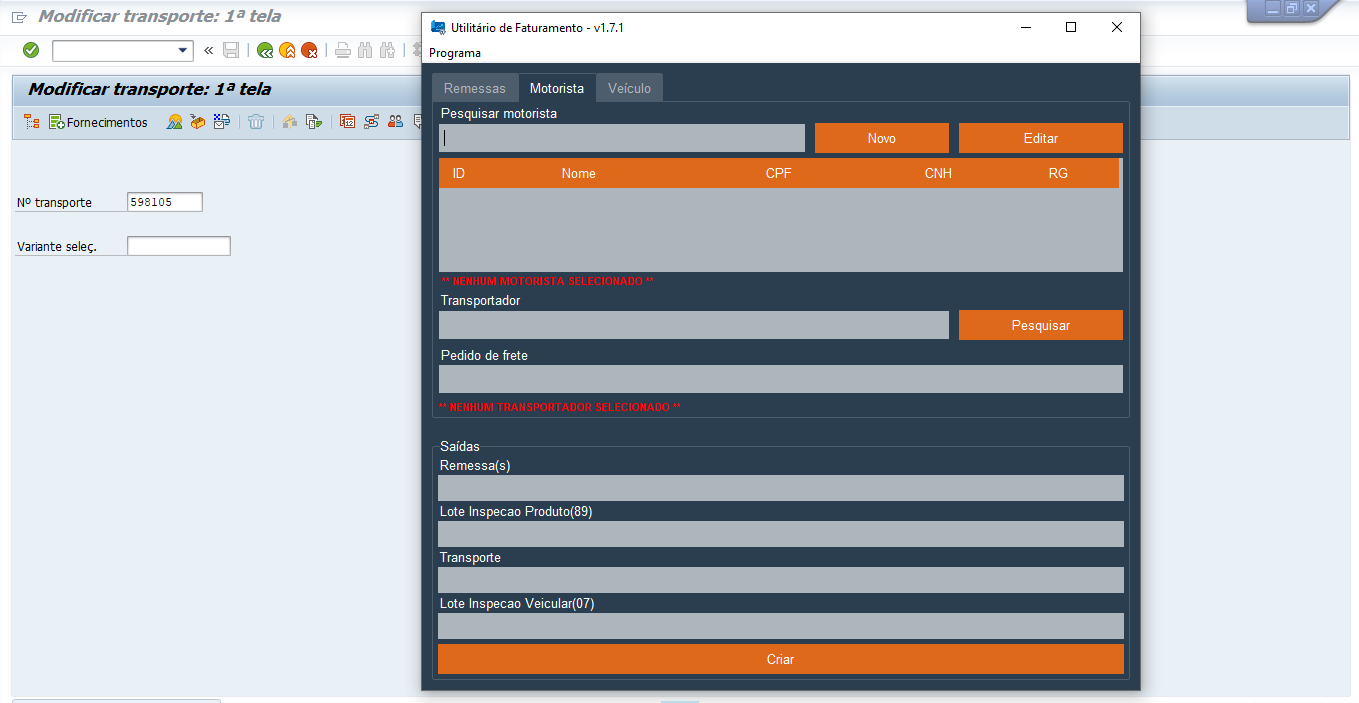 Modificar transporte: 1ª tela
Modificar transporte: 1ª tela
Fornecimentos
Nº transporte 598105
Variante seleç.
Utilitário de Faturamento - v1.7.1
Programa
Remessas Motorista Veículo
Pesquisar motorista
Novo Editar
ID Nome CPF CNH RG
** NENHUM MOTORISTA SELECIONADO **
Transportador
Pesquisar
Pedido de frete
** NENHUM TRANSPORTADOR SELECIONADO **
Saídas
Remessa(s)
Lote Inspecao Produto(89)
Transporte
Lote Inspecao Veicular(07)
Criar